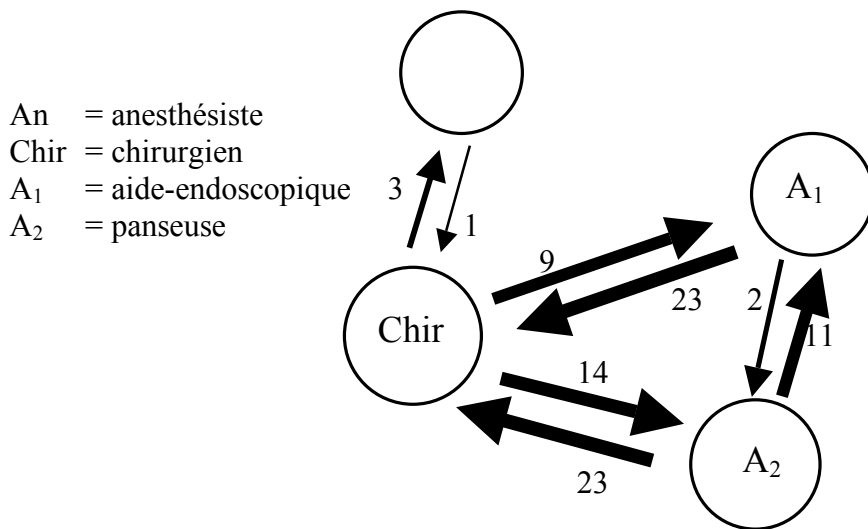 An = anesthésiste
Chir = chirurgien
A₁ = aide-endoscopique
A₂ = panseuse
3
1
A₁
9
23
2
11
Chir
14
A₂
23